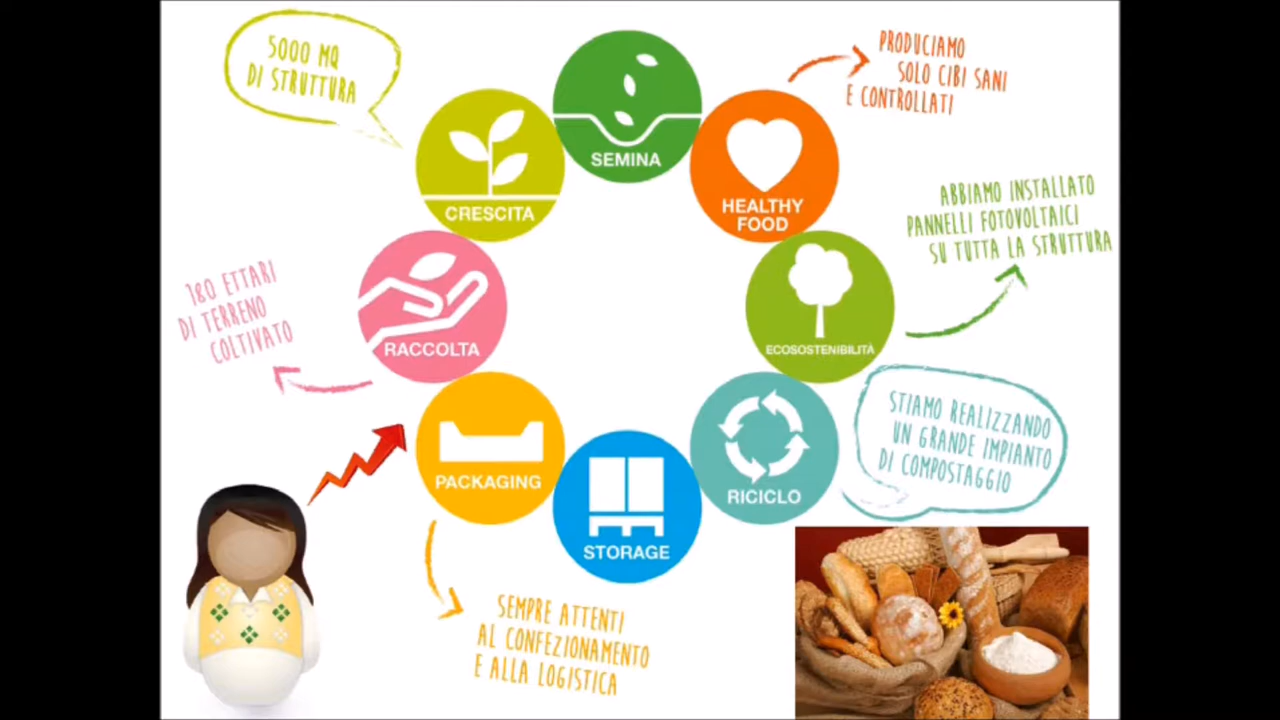 5000 MQ
DI STRUTTURA
SEMINA
PRODUCIAMO
SOLO CIBI SANI
E CONTROLLATI
CRESCITA
HEALTHY
FOOD
ABBIAMO INSTALLATO
PANNELLI FOTOVOLTAICI
SU TUTTA LA STRUTTURA
180 ETTARI
DI TERRENO
COLTIVATO
RACCOLTA
ECOSOSTENIBILITÀ
STIAMO REALIZZANDO
UN GRANDE IMPIANTO
DI COMPOSTAGGIO
PACKAGING
RICICLO
STORAGE
SEMPRE ATTENTI
AL CONFEZIONAMENTO
E ALLA LOGISTICA